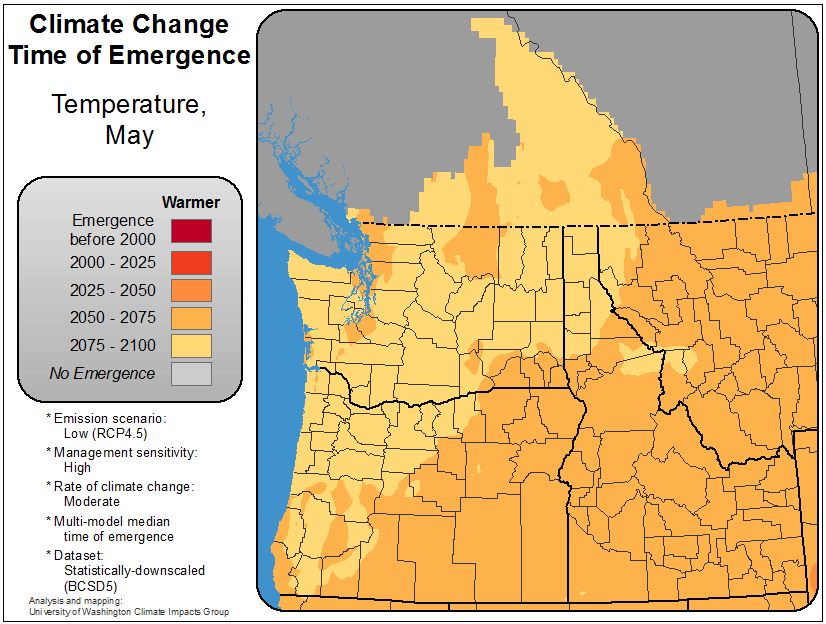 Climate Change
Time of Emergence
Temperature,
May
Warmer
Emergence
before 2000
2000 - 2025
2025 - 2050
2050 - 2075
2075 - 2100
No Emergence
* Emission scenario:
Low (RCP4.5)
* Management sensitivity:
High
* Rate of climate change:
Moderate
* Multi-model median
time of emergence
* Dataset:
Statistically-downscaled
(BCSD5)
Analysis and mapping:
University of Washington Climate Impacts Group